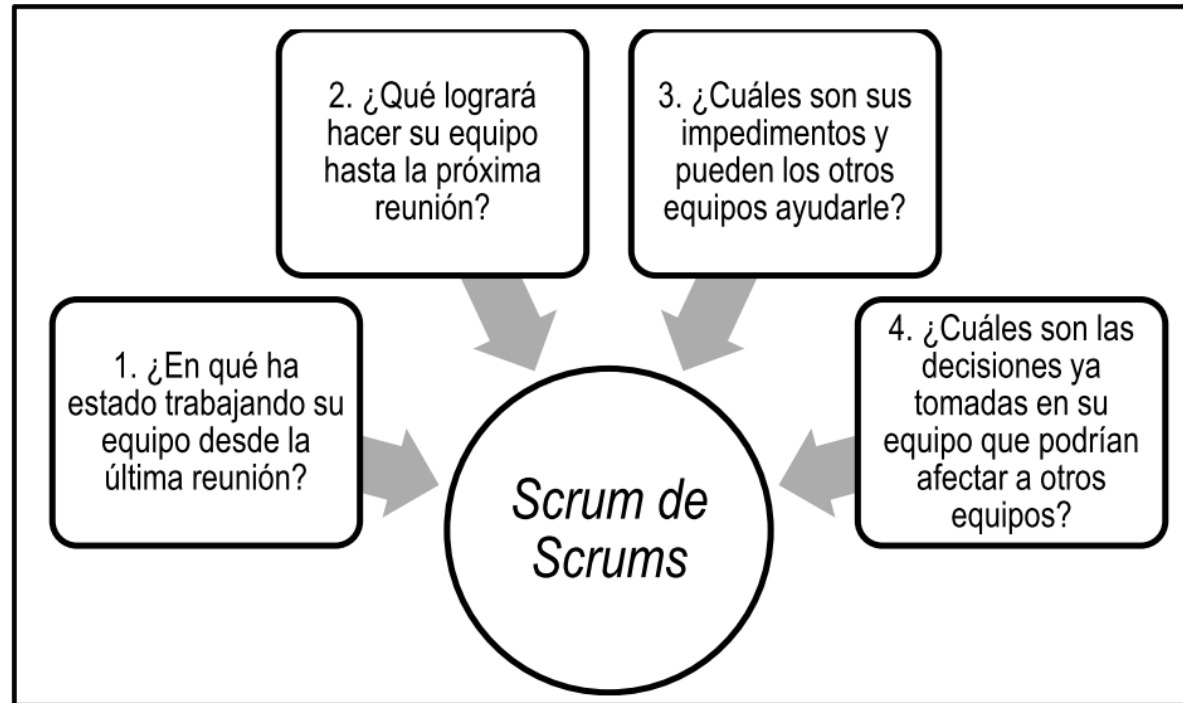 1. ¿En qué ha
estado trabajando su
equipo desde la
última reunión?
2. ¿Qué logrará
hacer su equipo
hasta la próxima
reunión?
3. ¿Cuáles son sus
impedimentos y
pueden los otros
equipos ayudarle?
4. ¿Cuáles son las
decisiones ya
tomadas en su
equipo que podrían
afectar a otros
equipos?
Scrum de
Scrums